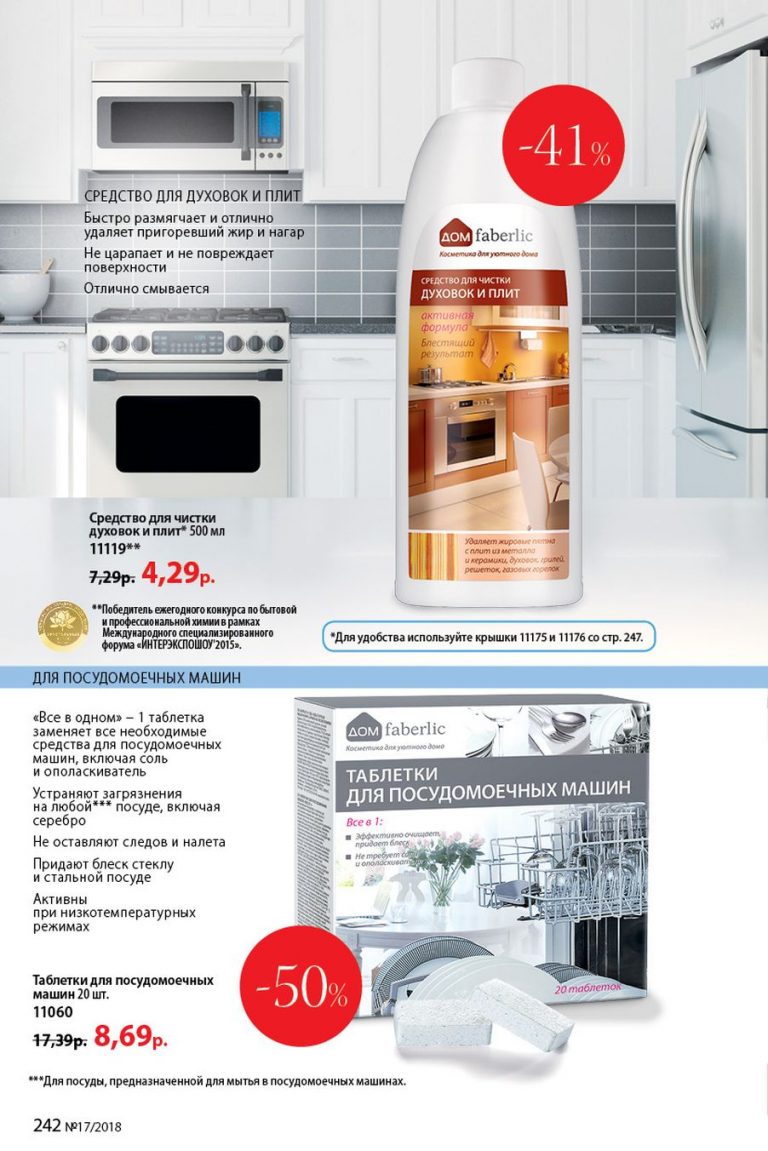 -41%
СРЕДСТВО ДЛЯ ДУХОВОК И ПЛИТ
Быстро размягчает и отлично
удаляет пригоревший жир и нагар
Не царапает и не повреждает
поверхности
Отлично смывается
ДОМ faberlic
Косметика для уютного дома
СРЕДСТВО ДЛЯ ЧИСТКИ
ДУХОВОК И ПЛИТ
активная
формула
Блестящий
результат
Удаляет жировые пятна
с плит из металла
и керамики, духовок, грилей,
решеток, газовых горелок
Средство для чистки
духовок и плит* 500 мл
11119**
7,29р. 4,29р.
**Победитель ежегодного конкурса по бытовой
и профессиональной химии в рамках
Международного специализированного
форума «ИНТЕРЭКСПОШОУ'2015».
*Для удобства используйте крышки 11175 и 11176 со стр. 247.
ДЛЯ ПОСУДОМОЕЧНЫХ МАШИН
«Все в одном» – 1 таблетка
заменяет все необходимые
средства для посудомоечных
машин, включая соль
и ополаскиватель
Устраняют загрязнения
на любой*** посуде, включая
серебро
Не оставляют следов и налета
Придают блеск стеклу
и стальной посуде
Активны
при низкотемпературных
режимах
ДОМ faberlic
Косметика для уютного дома
ТАБЛЕТКИ
ДЛЯ ПОСУДОМОЕЧНЫХ МАШИН
Все в 1:
Эффективно очищает,
придает блеск
Не требует
20 таблеток
-50%
Таблетки для посудомоечных
машин 20 шт.
11060
17,39р. 8,69р.
***Для посуды, предназначенной для мытья в посудомоечных машинах.
242 №17/2018